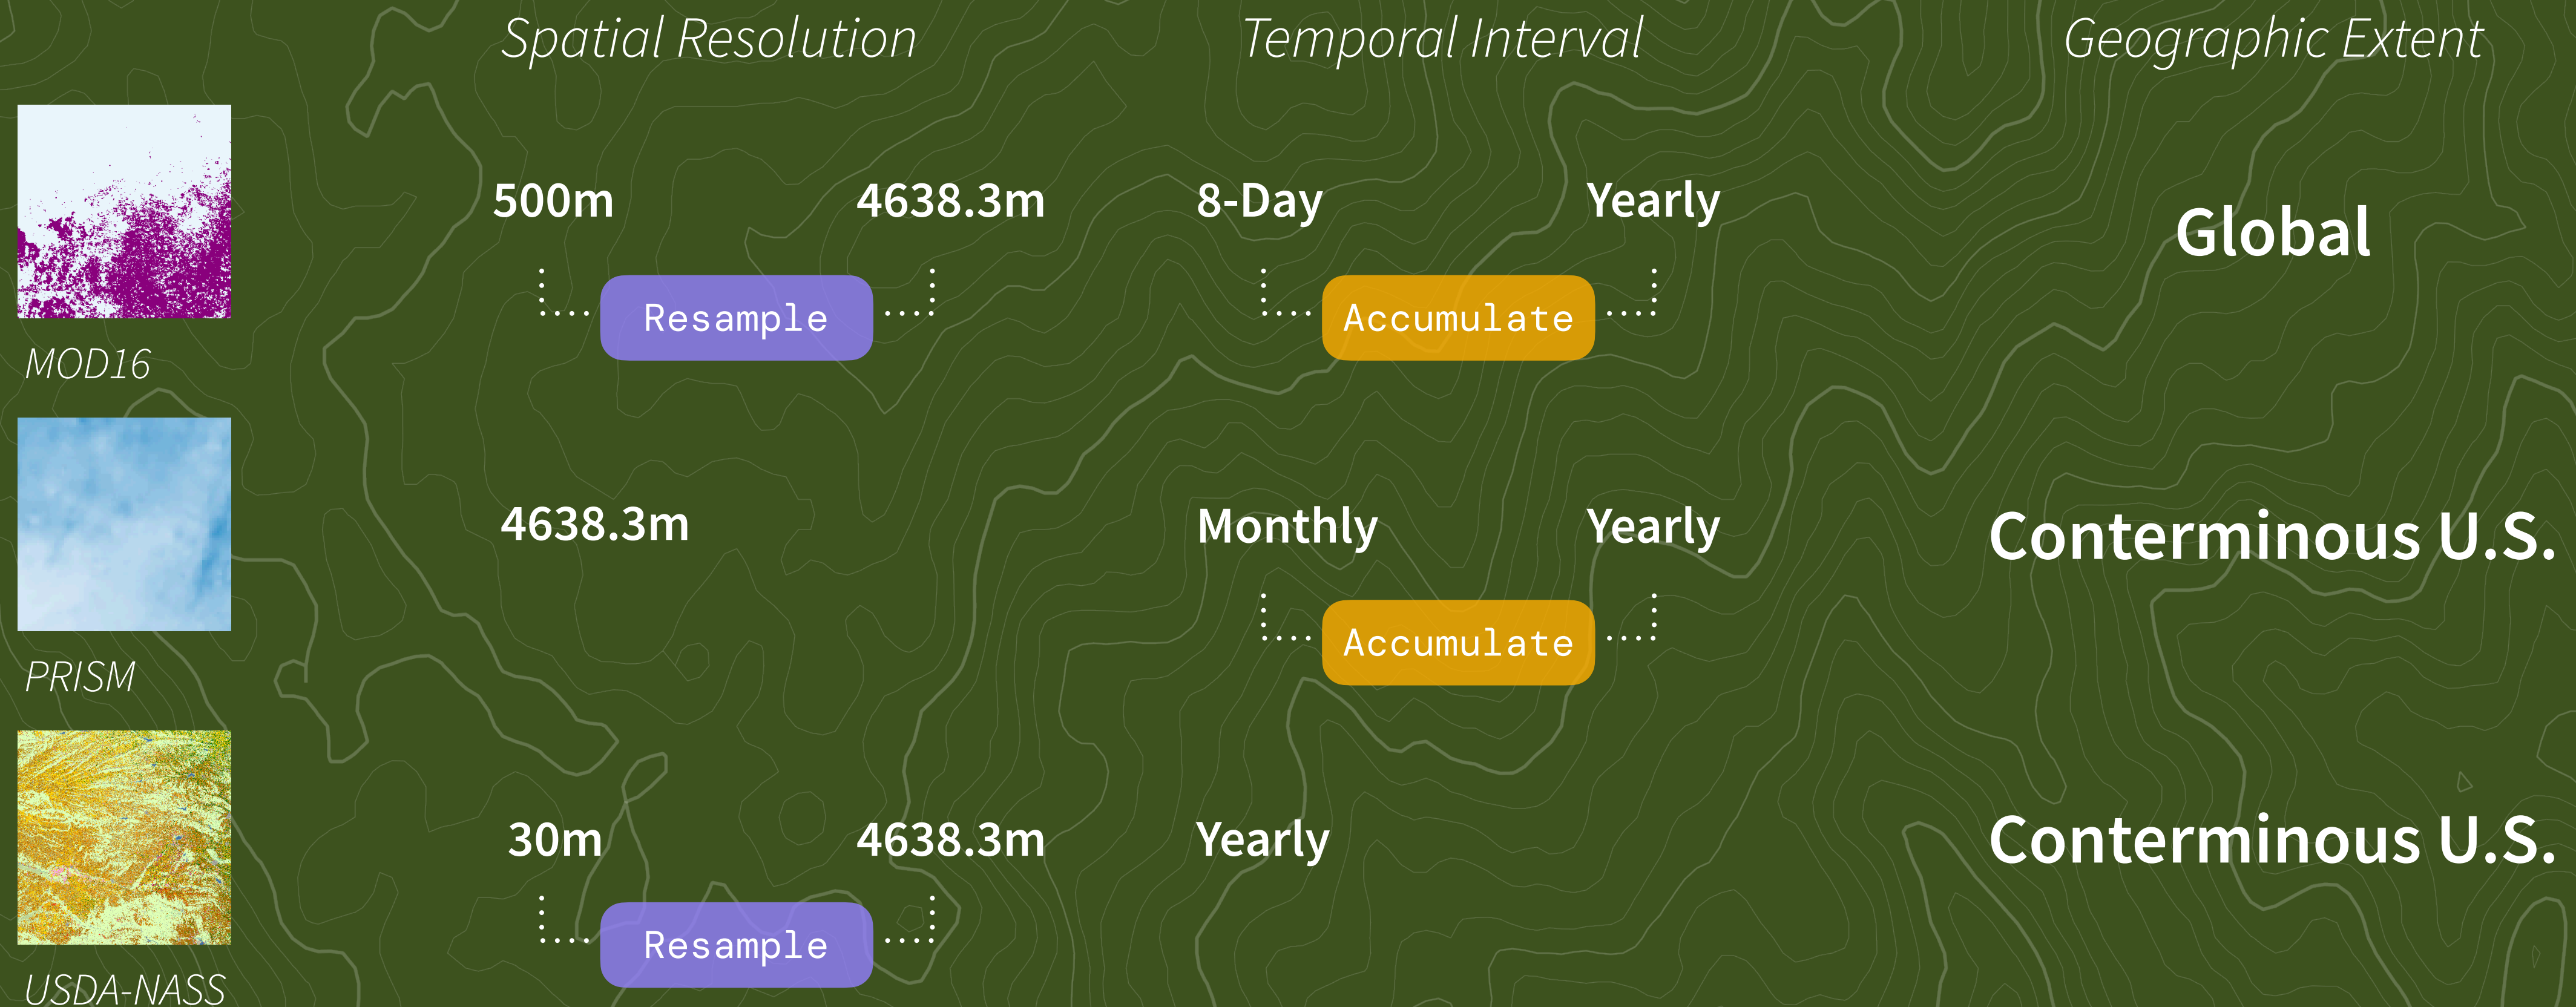 Spatial Resolution Temporal Interval Geographic Extent
500m 4638.3m 8-Day Yearly Global
Resample Accumulate
MOD16
4638.3m Monthly Yearly Conterminous U.S.
Accumulate
PRISM
30m 4638.3m Yearly Conterminous U.S.
Resample
USDA-NASS